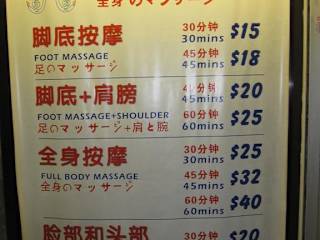 全身のマッサージ
脚底按摩 30分钟 $15
30mins
FOOT MASSAGE 45分钟 $18
足のマッサージ 45mins
脚底+肩膀 45分钟 $20
45mins
FOOT MASSAGE+SHOULDER 60分钟 $25
足のマッサージ+肩と腕 60mins
全身按摩 30分钟 $25
30mins
FULL BODY MASSAGE 45分钟 $32
全身のマッサージ 45mins
60分钟 $40
60mins
脸部和头部 30分钟 $20